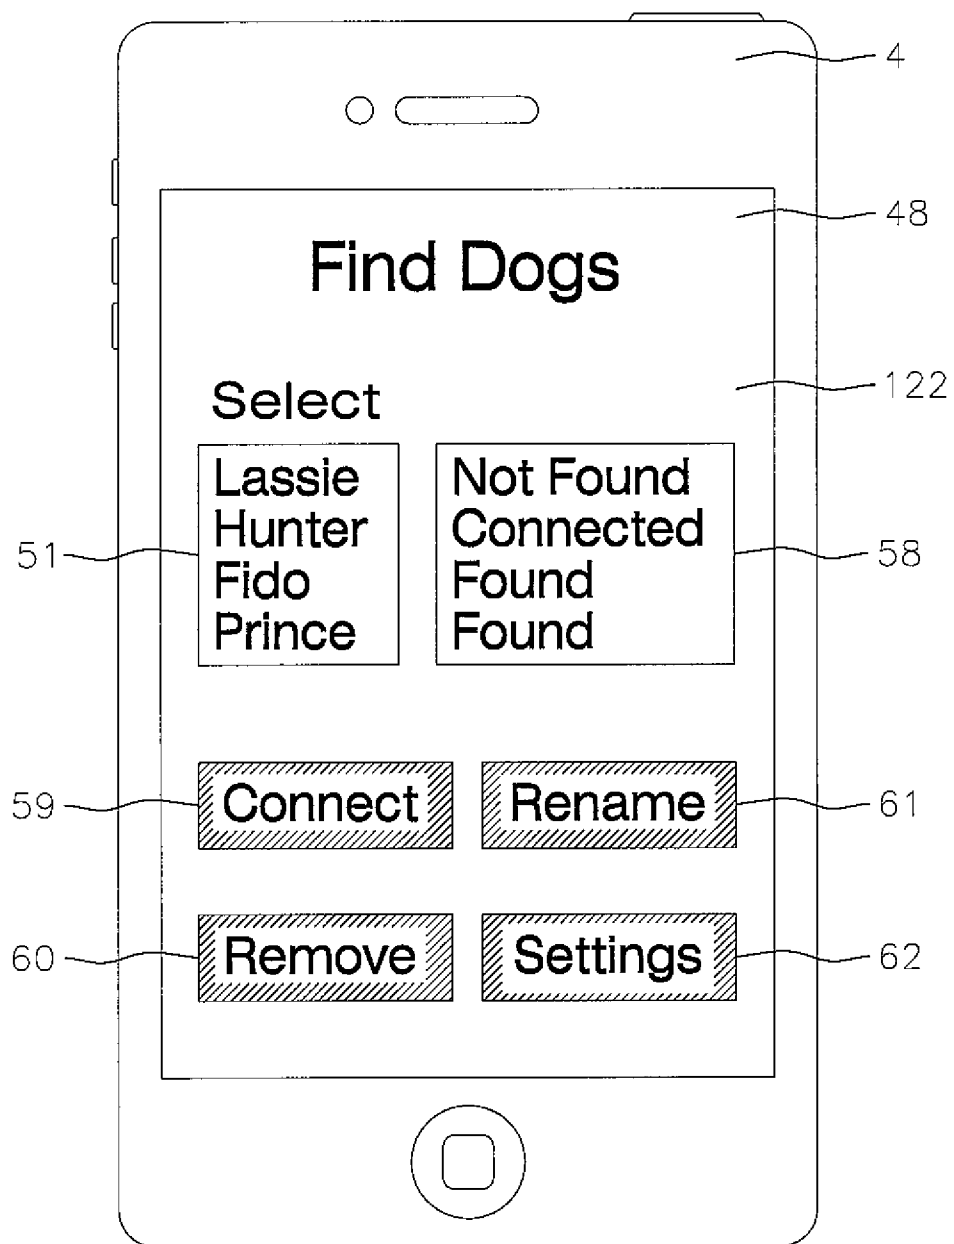 4
48
Find Dogs
122
Select
Lassie Not Found
Hunter Connected
51 58
Fido Found
Prince Found
59 Connect Rename 61
60 Remove Settings 62